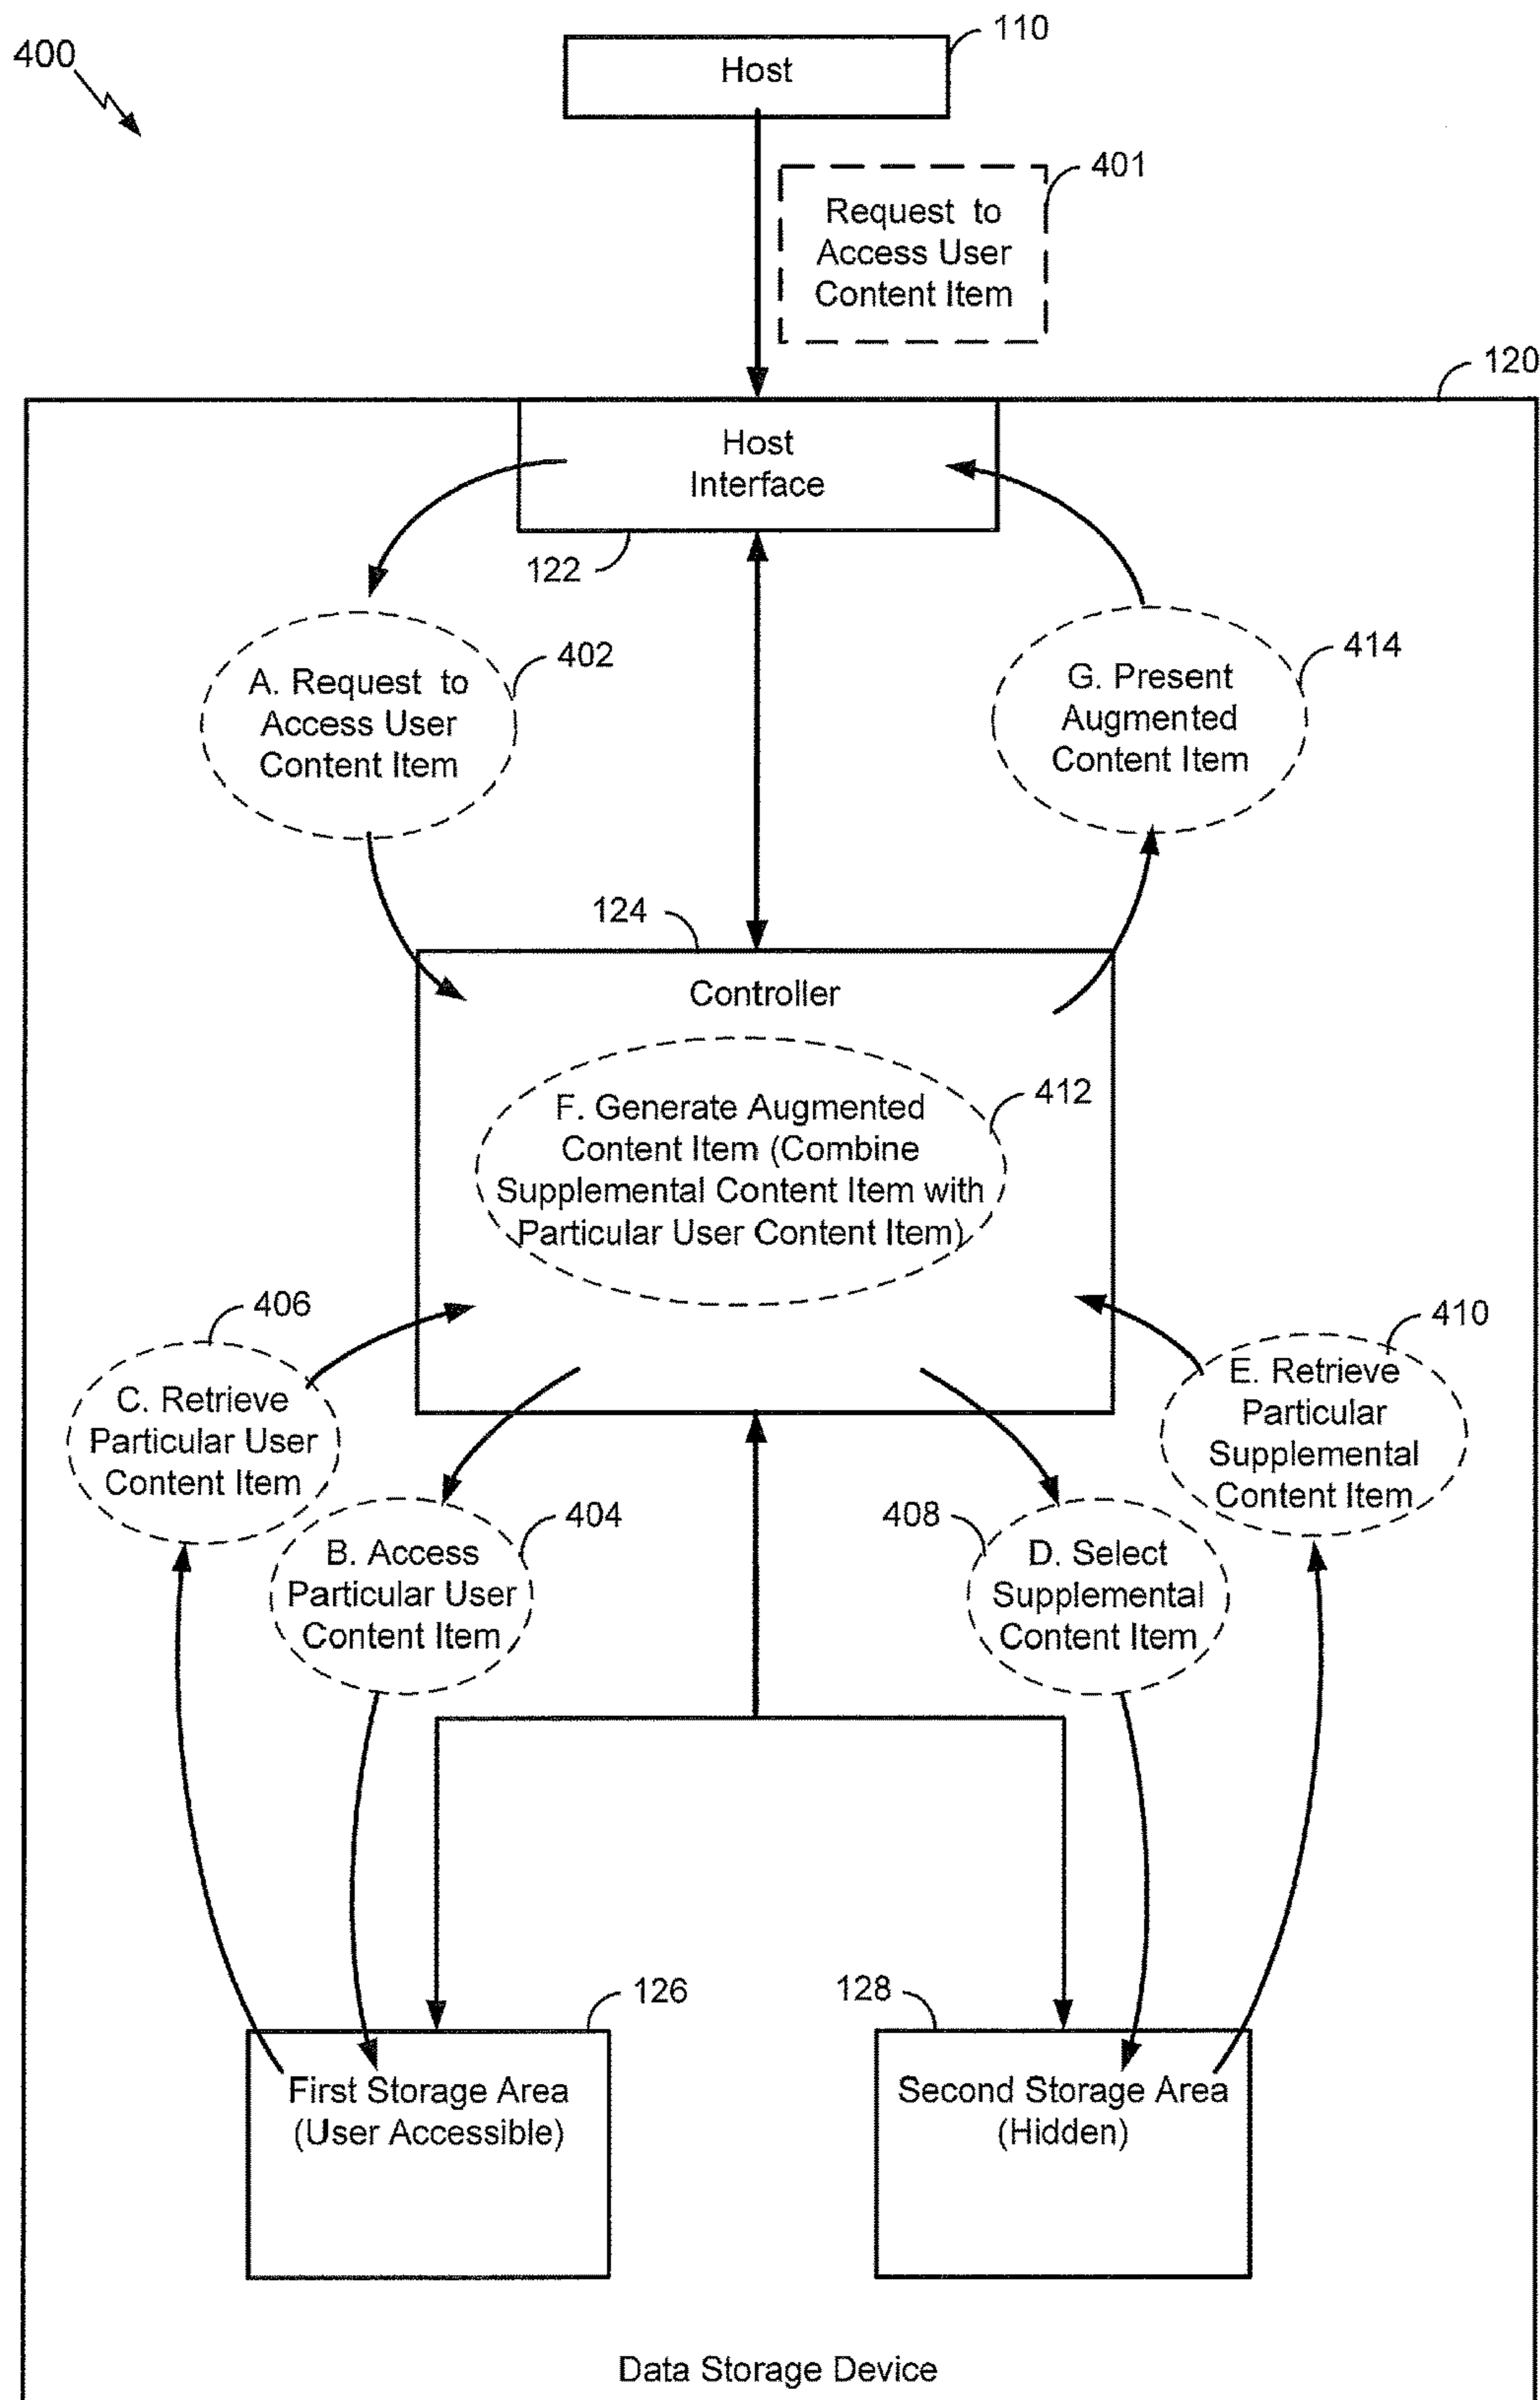 400
110
Host
401
Request to
Access User
Content Item
120
Host
Interface
122
A. Request to
Access User
Content Item
402
G. Present
Augmented
Content Item
414
124
Controller
F. Generate Augmented
Content Item (Combine
Supplemental Content Item with
Particular User Content Item)
412
406
C. Retrieve
Particular User
Content Item
410
E. Retrieve
Particular
Supplemental
Content Item
404
B. Access
Particular User
Content Item
408
D. Select
Supplemental
Content Item
126
First Storage Area
(User Accessible)
128
Second Storage Area
(Hidden)
Data Storage Device